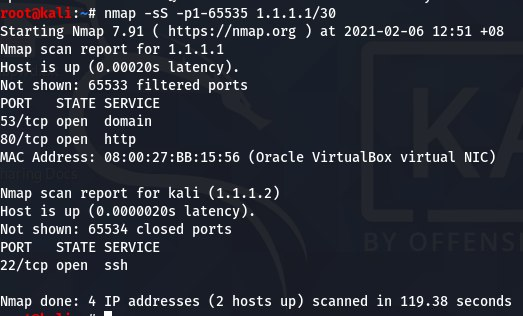 root@kali:~# nmap -sS -p1-65535 1.1.1.1/30
Starting Nmap 7.91 ( https://nmap.org ) at 2021-02-06 12:51 +08
Nmap scan report for 1.1.1.1
Host is up (0.00020s latency).
Not shown: 65533 filtered ports
PORT   STATE SERVICE
53/tcp open  domain
80/tcp open  http
MAC Address: 08:00:27:BB:15:56 (Oracle VirtualBox virtual NIC)
Nmap scan report for kali (1.1.1.2)
Host is up (0.0000020s latency).
Not shown: 65534 closed ports
PORT   STATE SERVICE
22/tcp open  ssh
Nmap done: 4 IP addresses (2 hosts up) scanned in 119.38 seconds
KA
BY OFFENS